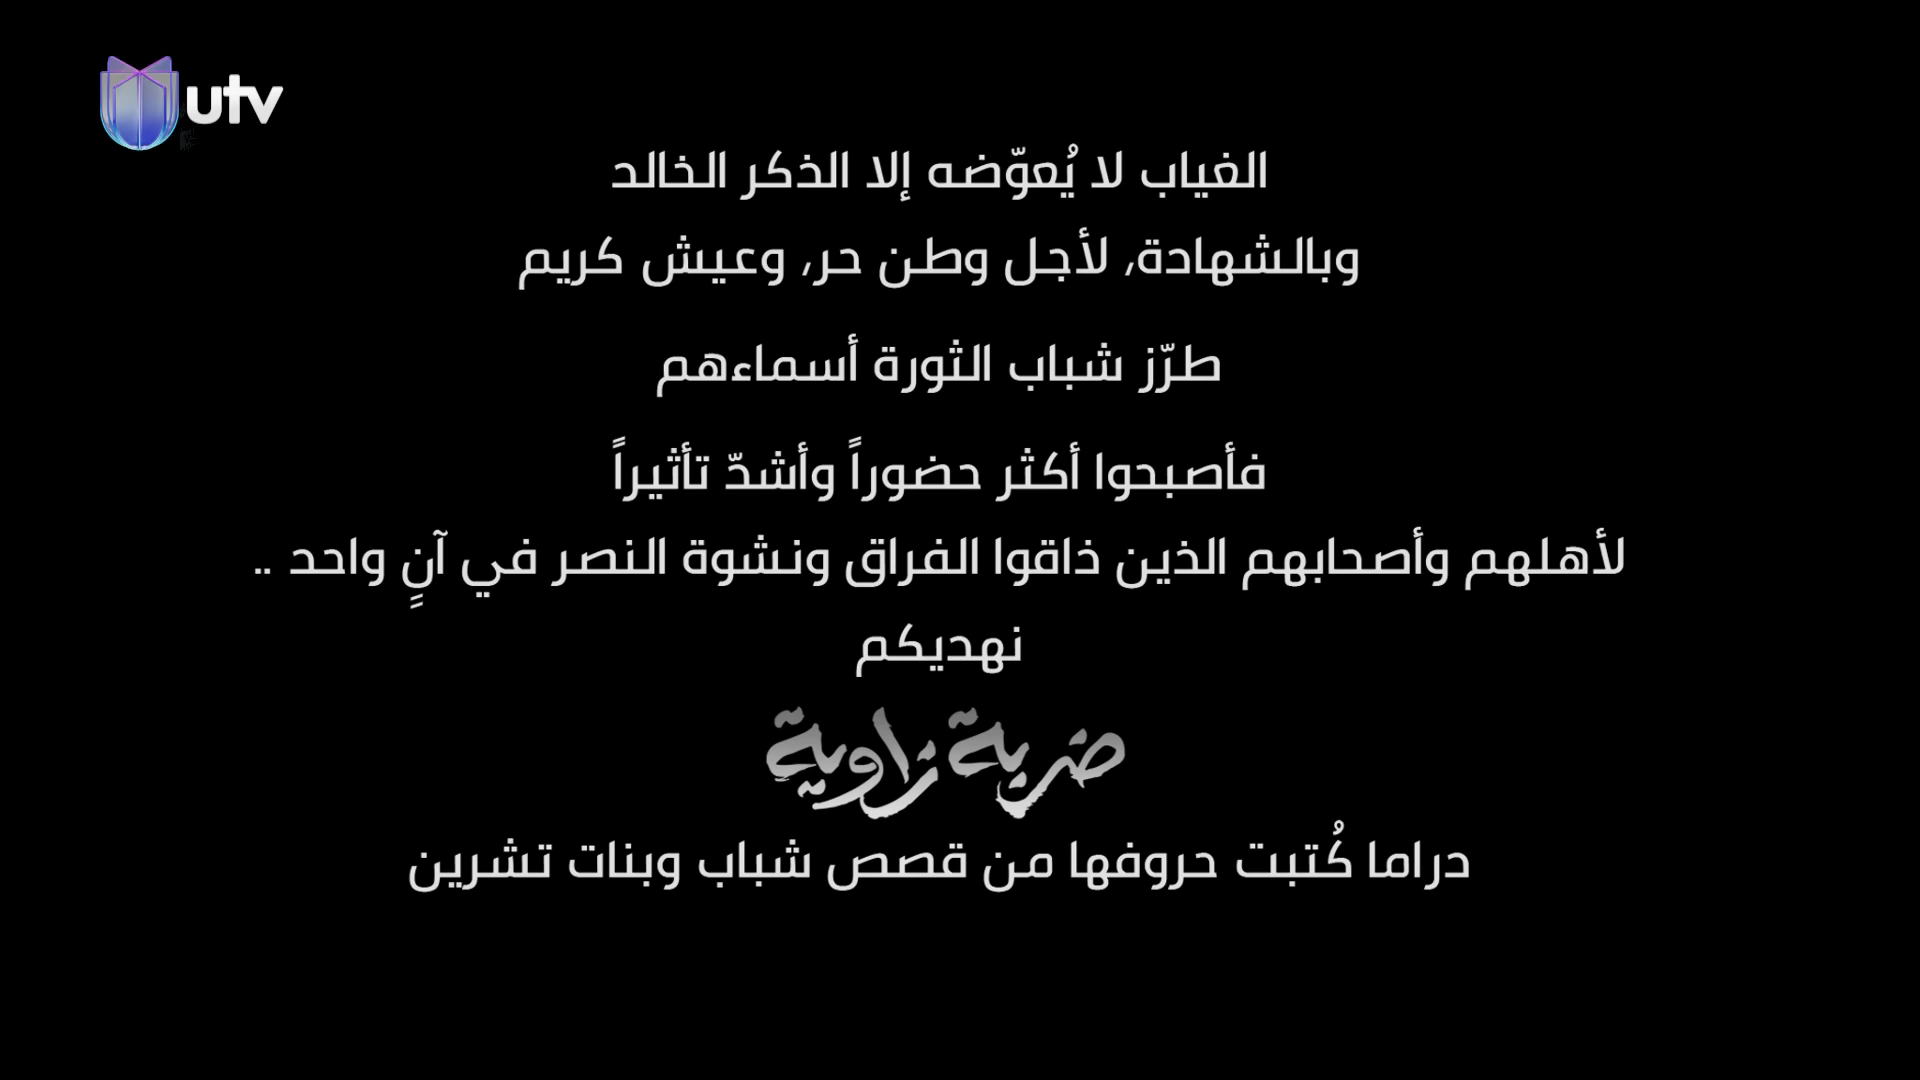 utv
الغياب لا يُعوّضه إلا الذكر الخالد
وبالشهادة، لأجل وطن حر، وعيش كريم
طرّز شباب الثورة أسماءهم
فأصبحوا أكثر حضوراً وأشدّ تأثيراً
لأهلهم وأصحابهم الذين ذاقوا الفراق ونشوة النصر في آنٍ واحد ..
نهديكم
ضربة زاوية
دراما كُتبت حروفها من قصص شباب وبنات تشرين